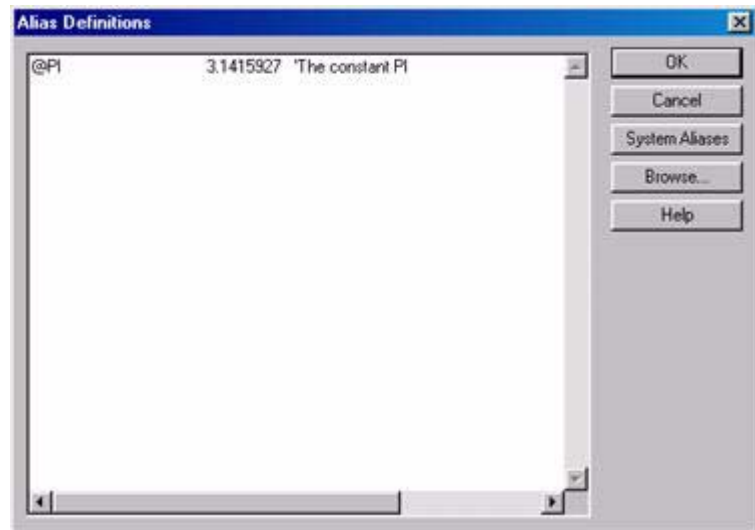 Alias Definitions
@PI 3.1415927 'The constant PI
OK
Cancel
System Aliases
Browse...
Help